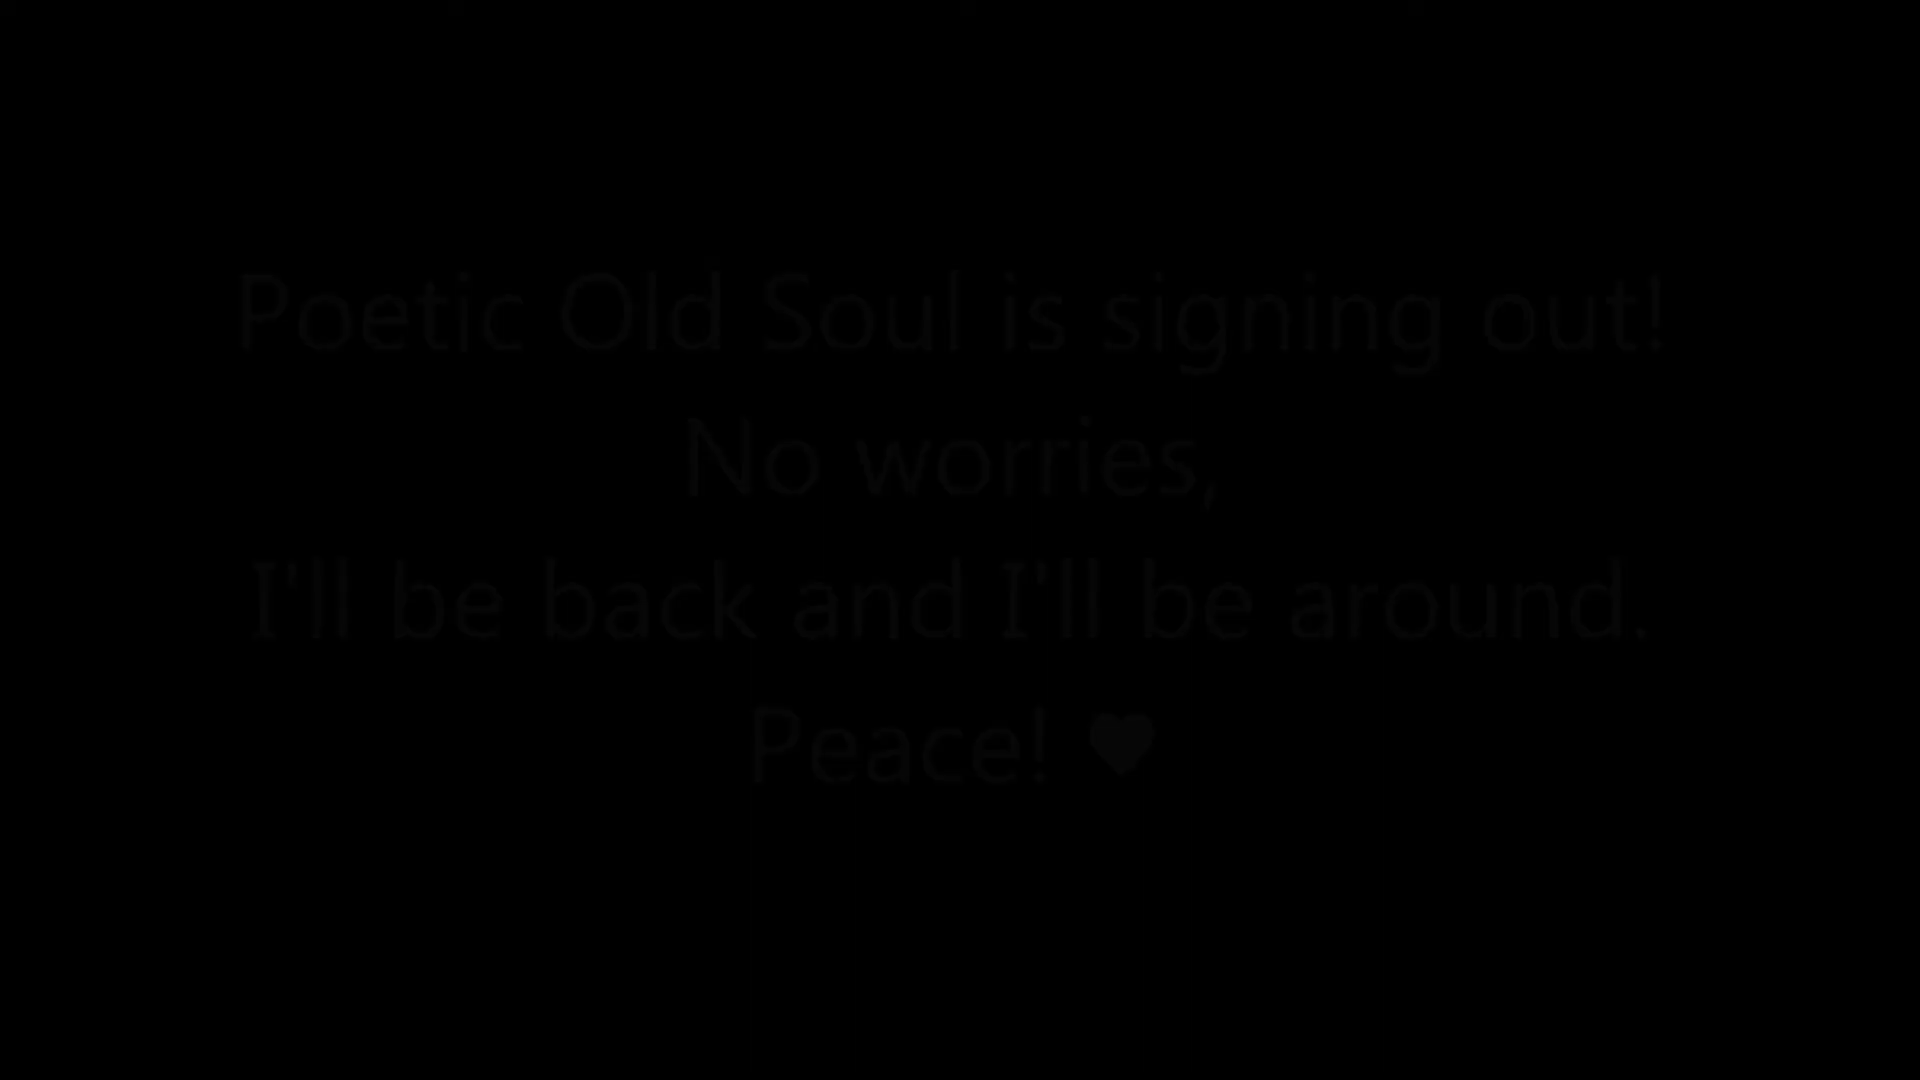 Poetic Old Soul is signing out!
No worries,
I'll be back and I'll be around.
Peace! ♥